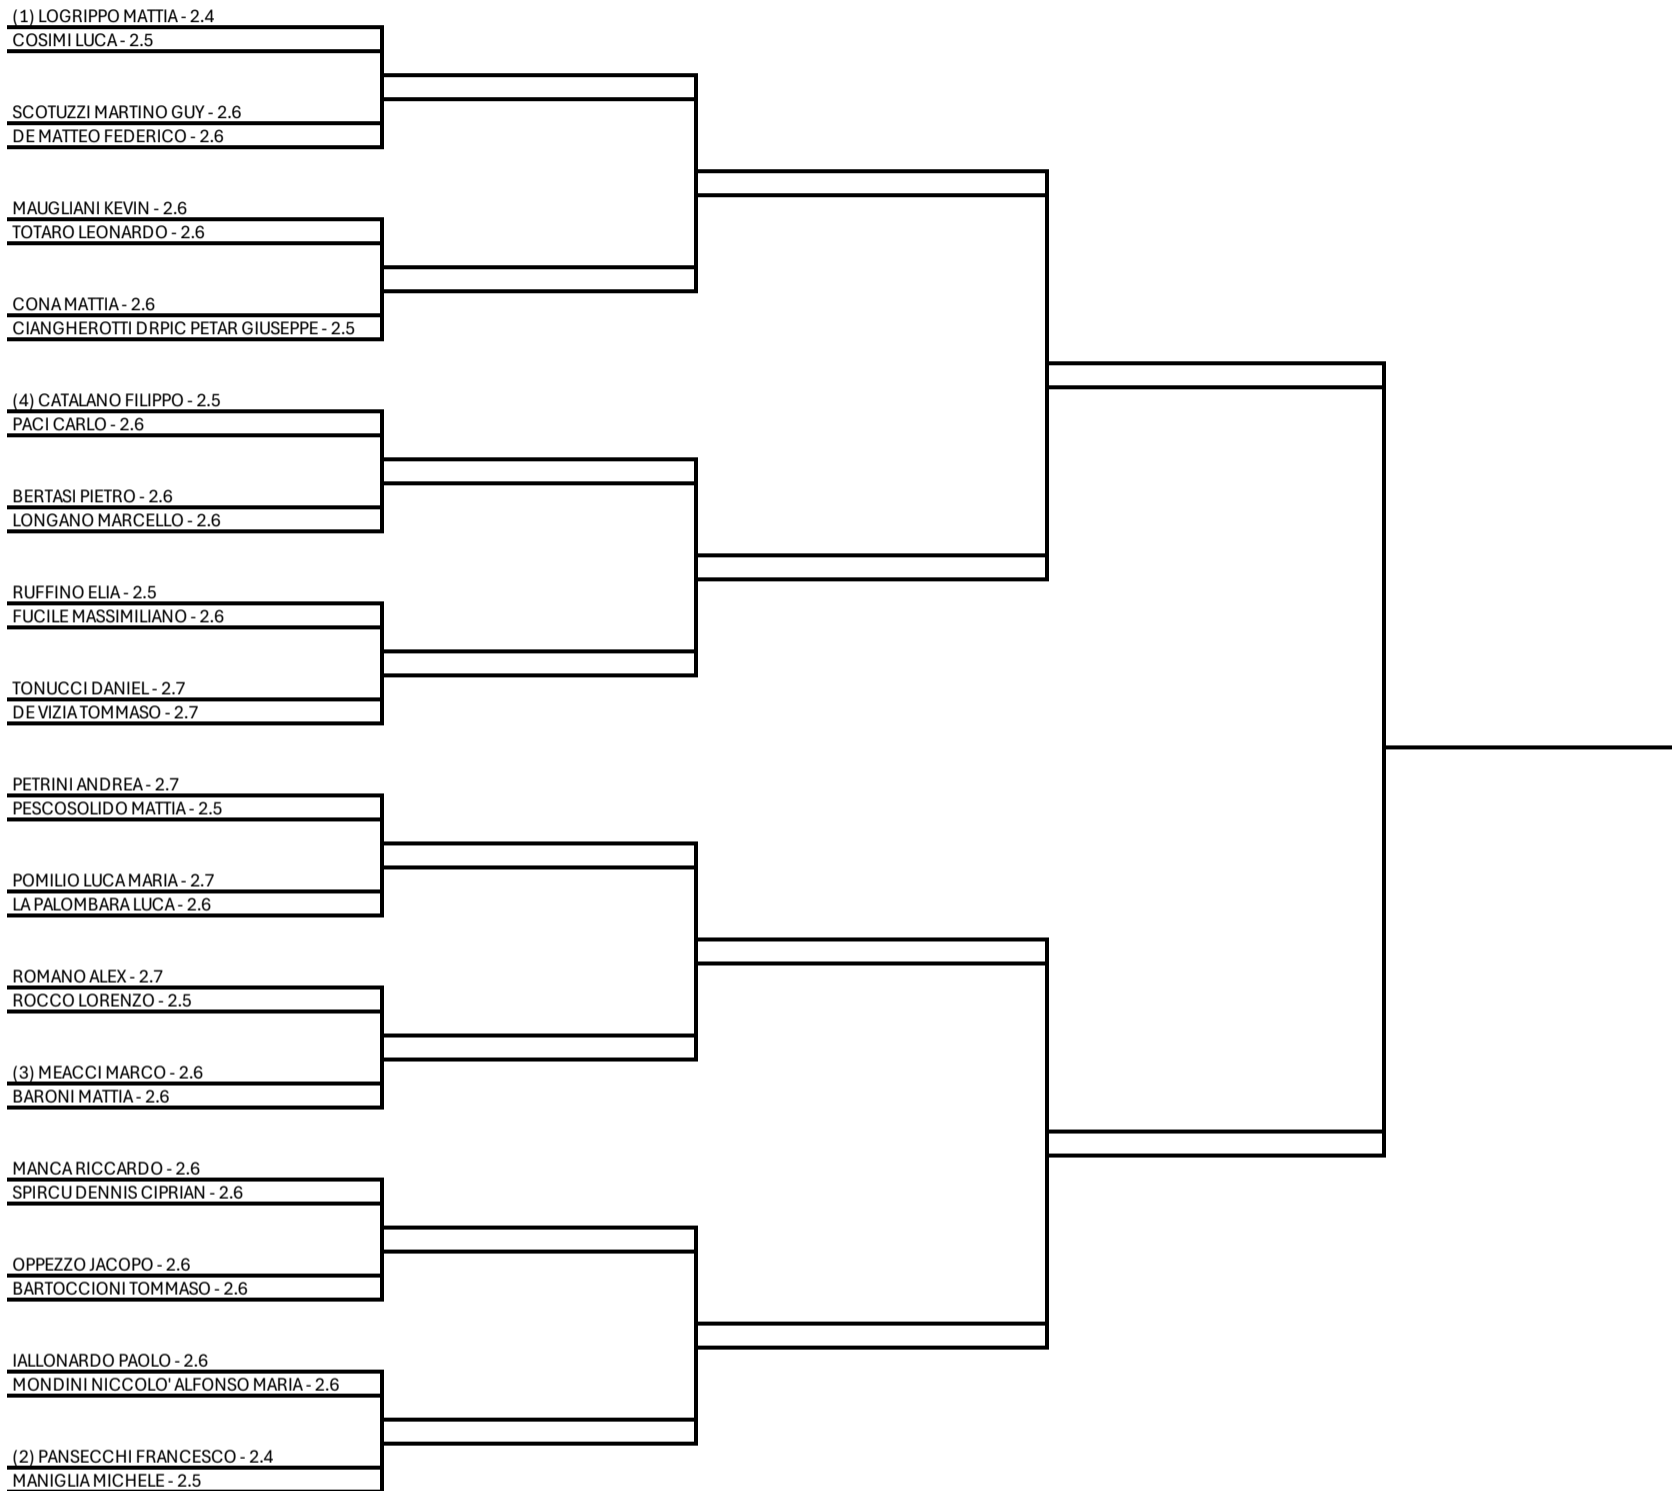 (1) LOGRIPPO MATTIA - 2.4
COSIMI LUCA - 2.5
SCOTUZZI MARTINO GUY - 2.6
DE MATTEO FEDERICO - 2.6
MAUGLIANI KEVIN - 2.6
TOTARO LEONARDO - 2.6
CONA MATTIA - 2.6
CIANGHEROTTI DRPIC PETAR GIUSEPPE - 2.5
(4) CATALANO FILIPPO - 2.5
PACI CARLO - 2.6
BERTASI PIETRO - 2.6
LONGANO MARCELLO - 2.6
RUFFINO ELIA - 2.5
FUCILE MASSIMILIANO - 2.6
TONUCCI DANIEL - 2.7
DE VIZIA TOMMASO - 2.7
PETRINI ANDREA - 2.7
PESCOSOLIDO MATTIA - 2.5
POMILIO LUCA MARIA - 2.7
LA PALOMBARA LUCA - 2.6
ROMANO ALEX - 2.7
ROCCO LORENZO - 2.5
(3) MEACCI MARCO - 2.6
BARONI MATTIA - 2.6
MANCA RICCARDO - 2.6
SPIRCU DENNIS CIPRIAN - 2.6
OPPEZZO JACOPO - 2.6
BARTOCCIONI TOMMASO - 2.6
IALLONARDO PAOLO - 2.6
MONDINI NICCOLO' ALFONSO MARIA - 2.6
(2) PANSECCHI FRANCESCO - 2.4
MANIGLIA MICHELE - 2.5